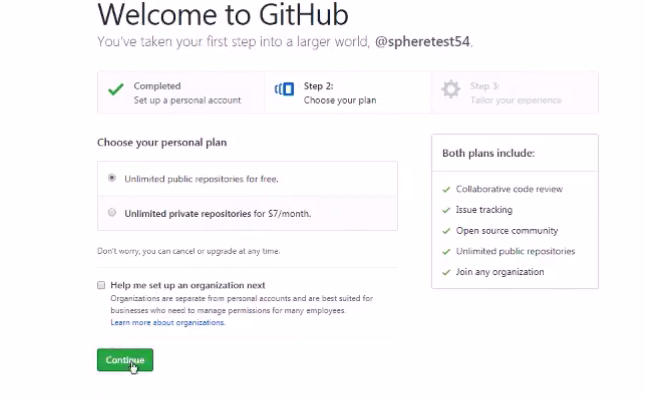 Welcome to GitHub
You've taken your first step into a larger world, @spheretest54.
Completed
Set up a personal account
Step 2:
Choose your plan
Step 3:
Tailor your experience
Choose your personal plan
Unlimited public repositories for free.
Unlimited private repositories for $7/month.
Don't worry, you can cancel or upgrade at any time.
Help me set up an organization next
Organizations are separate from personal accounts and are best suited for
businesses who need to manage permissions for many employees.
Learn more about organizations.
Continue
Both plans include:
Collaborative code review
Issue tracking
Open source community
Unlimited public repositories
Join any organization